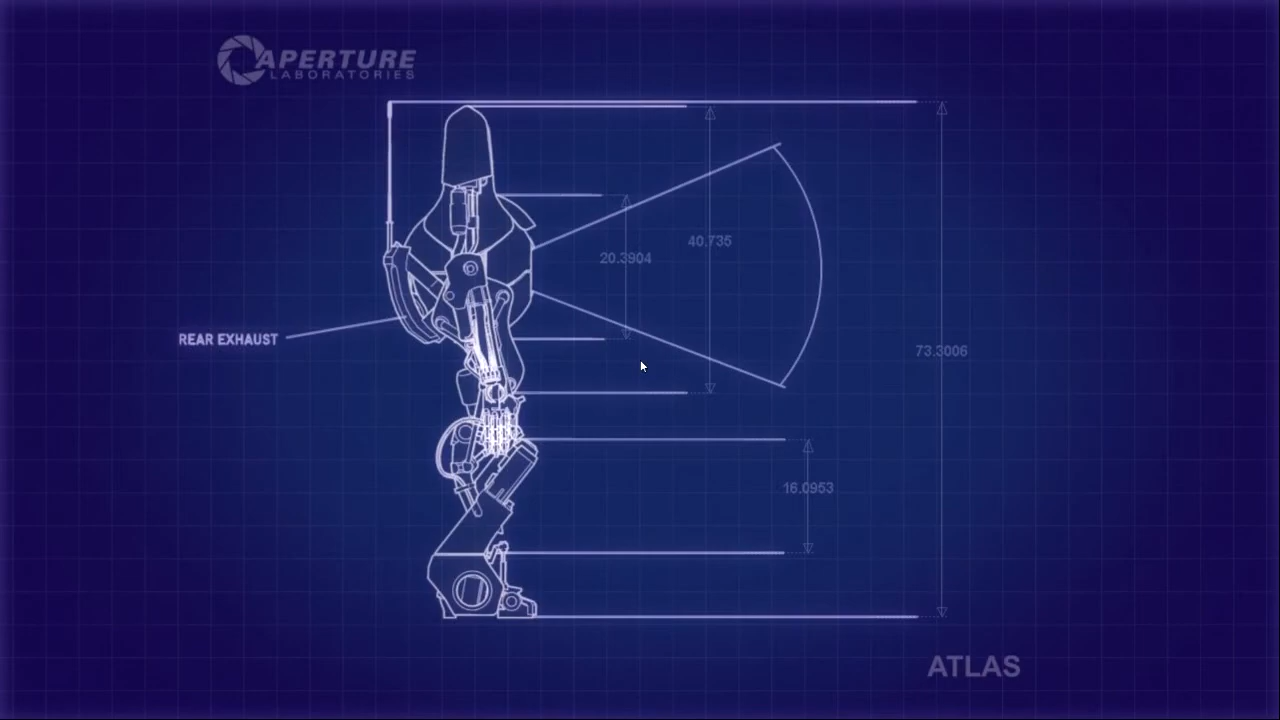 APERTURE
LABORATORIES
40.735
20.3904
REAR EXHAUST
73.3006
16.0953
ATLAS